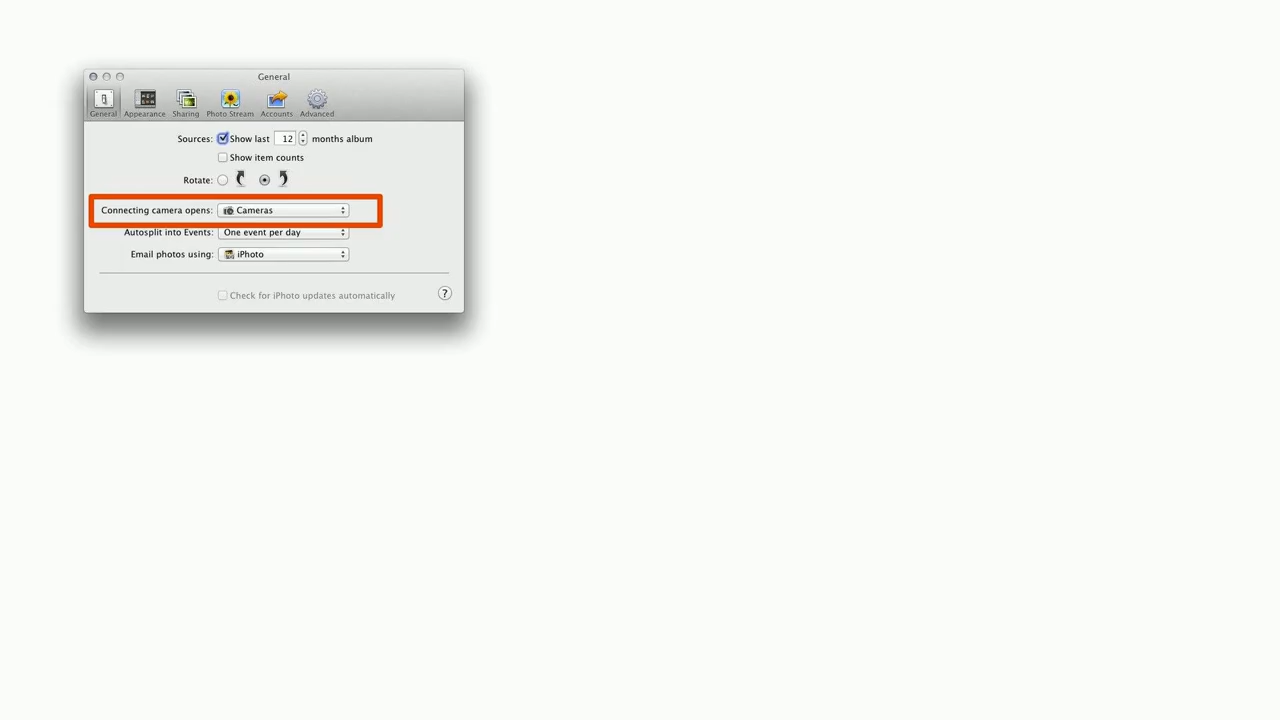 General
General Appearance Sharing Photo Stream Accounts Advanced
Sources: Show last 12 months album
Show item counts
Rotate:
Connecting camera opens: Cameras
Autosplit into Events: One event per day
Email photos using: iPhoto
Check for iPhoto updates automatically ?